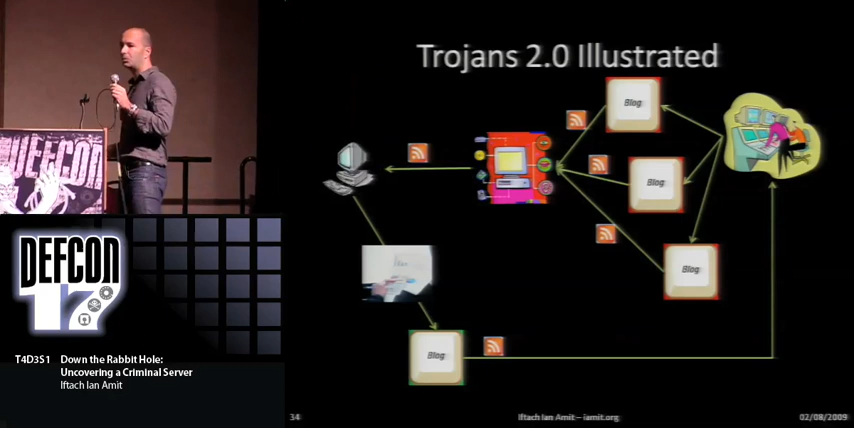 Trojans 2.0 Illustrated
Blog
Blog
Blog
Blog
DEFCON
DEFCON
17
T4D3S1 Down the Rabbit Hole:
Uncovering a Criminal Server
Iftach Ian Amit
34
Iftach Ian Amit – iamit.org
02/08/2009